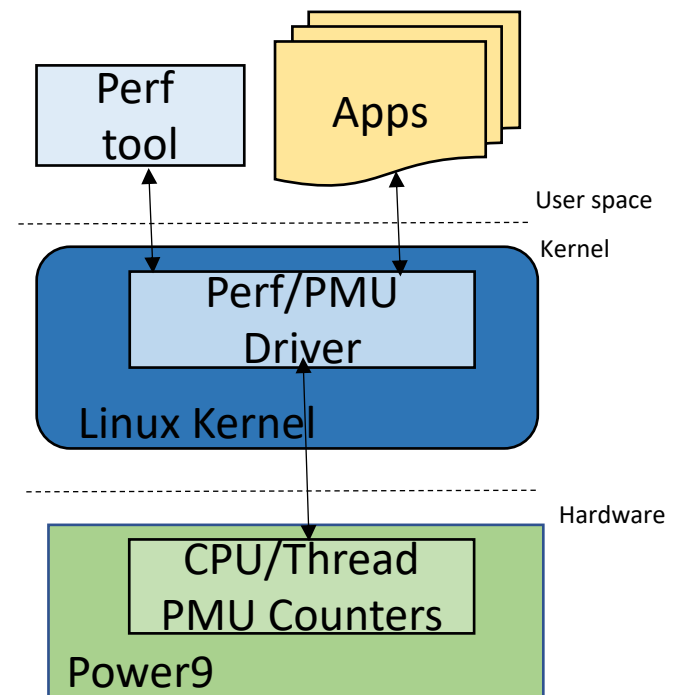 Perf
tool
Apps
User space
Kernel
Perf/PMU
Driver
Linux Kernel
Hardware
CPU/Thread
PMU Counters
Power9